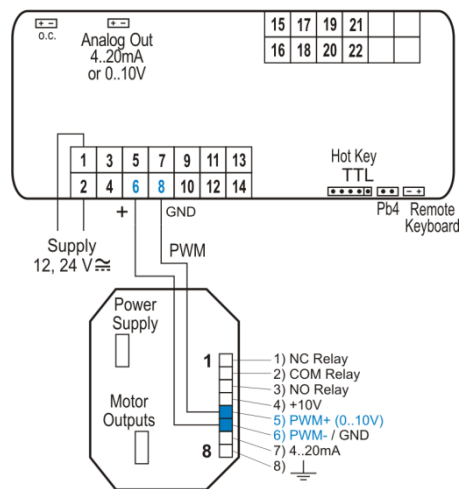 + -
o.c.
+ -
Analog Out
4..20mA
or 0..10V
15 17 19 21
16 18 20 22
1 3 5 7 9 11 13
2 4 6 8 10 12 14
Hot Key
TTL
Pb4
- +
Remote
Keyboard
+
GND
Supply
12, 24 V
PWM
Power
Supply
Motor
Outputs
1
8
1) NC Relay
2) COM Relay
3) NO Relay
4) +10V
5) PWM+ (0..10V)
6) PWM- / GND
7) 4..20mA
8)